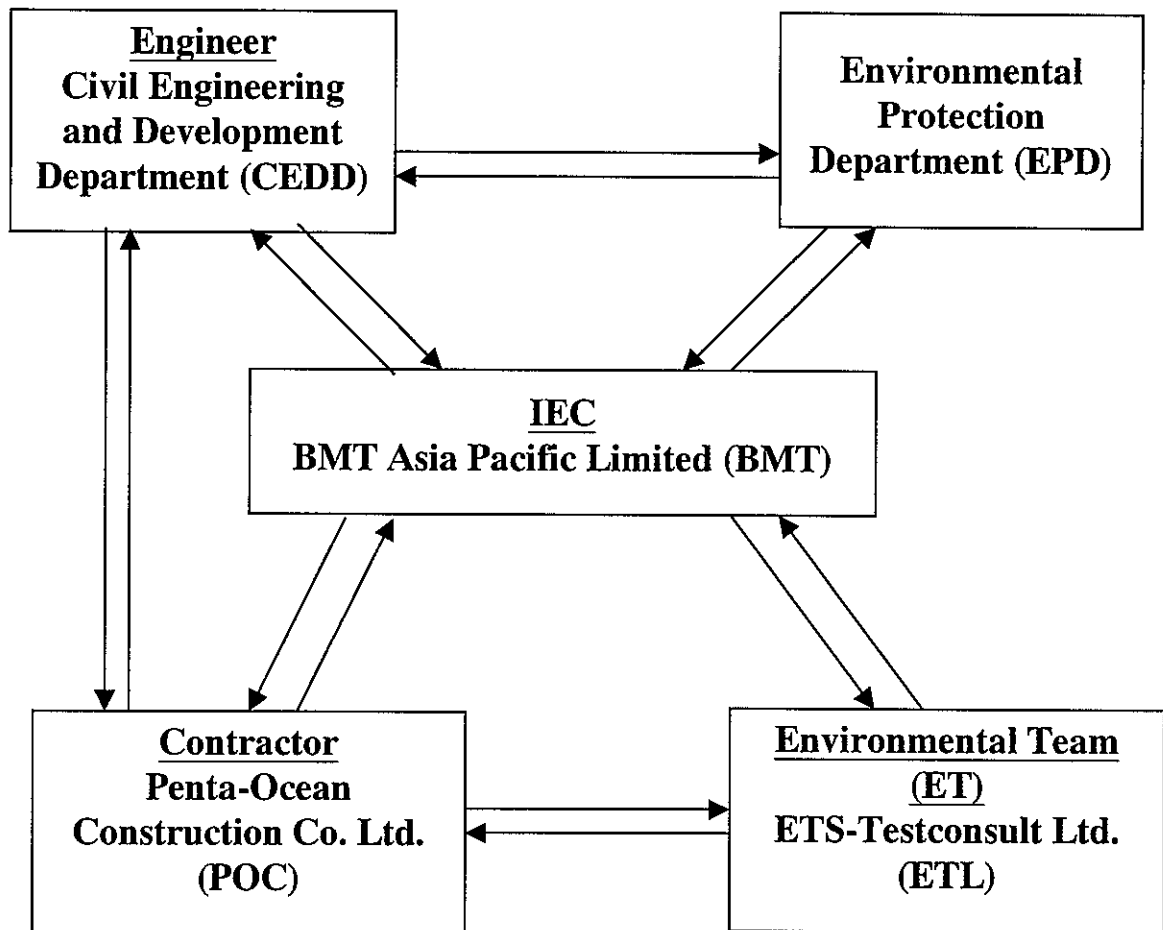 Engineer
Civil Engineering
and Development
Department (CEDD)
Environmental
Protection
Department (EPD)
IEC
BMT Asia Pacific Limited (BMT)
Contractor
Penta-Ocean
Construction Co. Ltd.
(POC)
Environmental Team
(ET)
ETS-Testconsult Ltd.
(ETL)